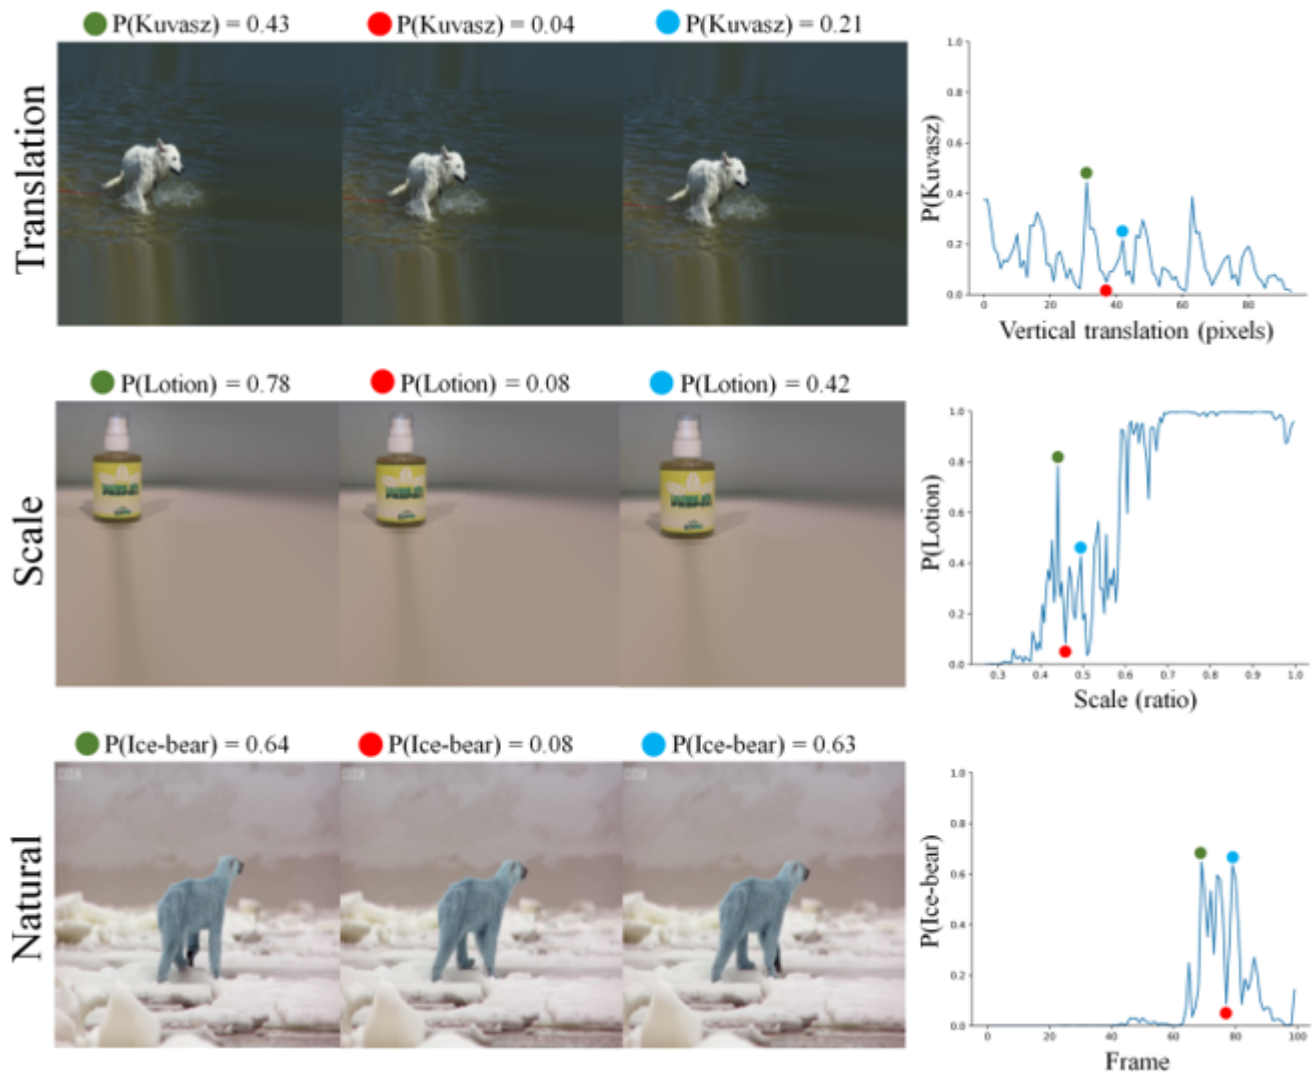 P(Kuvasz) = 0.43 P(Kuvasz) = 0.04 P(Kuvasz) = 0.21
Translation
P(Kuvasz)
1.0
0.8
0.6
0.4
0.2
0.0
0 20 40 60 80
Vertical translation (pixels)
P(Lotion) = 0.78 P(Lotion) = 0.08 P(Lotion) = 0.42
Scale
P(Lotion)
1.0
0.8
0.6
0.4
0.2
0.0
0.3 0.4 0.5 0.6 0.7 0.8 0.9 1.0
Scale (ratio)
P(Ice-bear) = 0.64 P(Ice-bear) = 0.08 P(Ice-bear) = 0.63
Natural
P(Ice-bear)
1.0
0.8
0.6
0.4
0.2
0.0
0 20 40 60 80 100
Frame